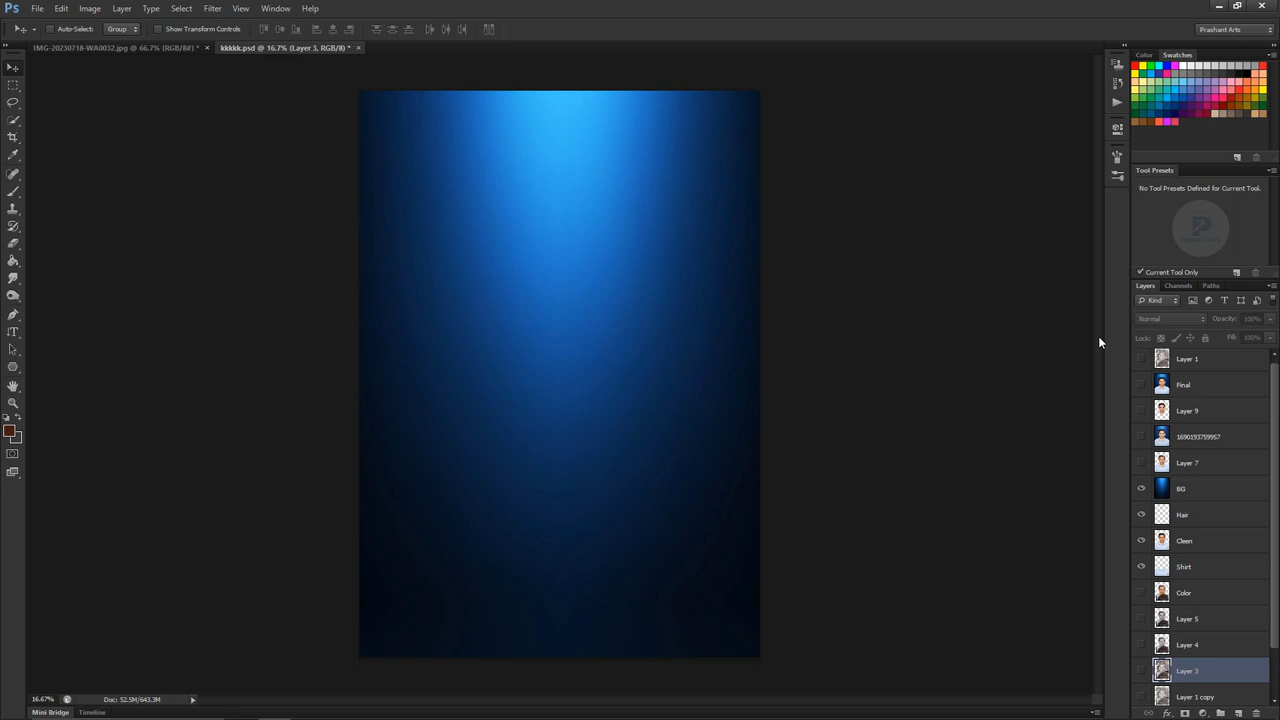 Ps File Edit Image Layer Type Select Filter View Window Help
Auto-Select: Group Show Transform Controls Prashant Arts
IMG-20230718-WA0032.jpg @ 66.7% (RGB/8#) * × kkkkk.psd @ 16.7% (Layer 3, RGB/8) * ×
Color Swatches
Tool Presets
No Tool Presets Defined for Current Tool.
Current Tool Only
Layers Channels Paths
Kind
Normal Opacity: 100%
Lock: Fill: 100%
Layer 1
Final
Layer 9
1690193759957
Layer 7
BG
Hair
Cleen
Shirt
Color
Layer 5
Layer 4
Layer 3
Layer 1 copy
16.67% Doc: 52.5M/643.3M
Mini Bridge Timeline